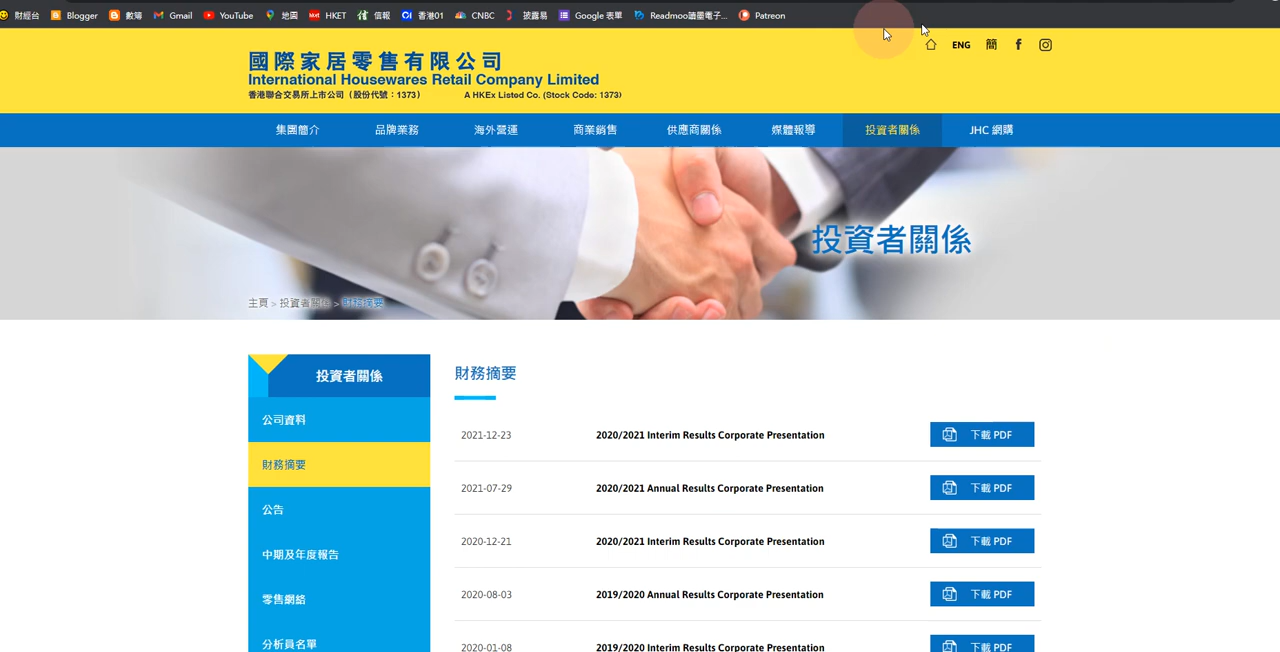 財經台 Blogger 數簿 Gmail YouTube 地圖 HKET 信報 香港01 CNBC 披露易 Google 表單 Readmoo讀墨電子... Patreon
ENG 簡
國際家居零售有限公司
International Housewares Retail Company Limited
香港聯合交易所上市公司（股份代號：1373） A HKEx Listed Co. (Stock Code: 1373)
集團簡介 品牌業務 海外營運 商業銷售 供應商關係 媒體報導 投資者關係 JHC 網購
投資者關係
主頁 > 投資者關係 > 財務摘要
投資者關係
公司資料
財務摘要
公告
中期及年度報告
零售網絡
分析員名單
財務摘要
2021-12-23 2020/2021 Interim Results Corporate Presentation 下載 PDF
2021-07-29 2020/2021 Annual Results Corporate Presentation 下載 PDF
2020-12-21 2020/2021 Interim Results Corporate Presentation 下載 PDF
2020-08-03 2019/2020 Annual Results Corporate Presentation 下載 PDF
2020-01-08 2019/2020 Interim Results Corporate Presentation 下載 PDF